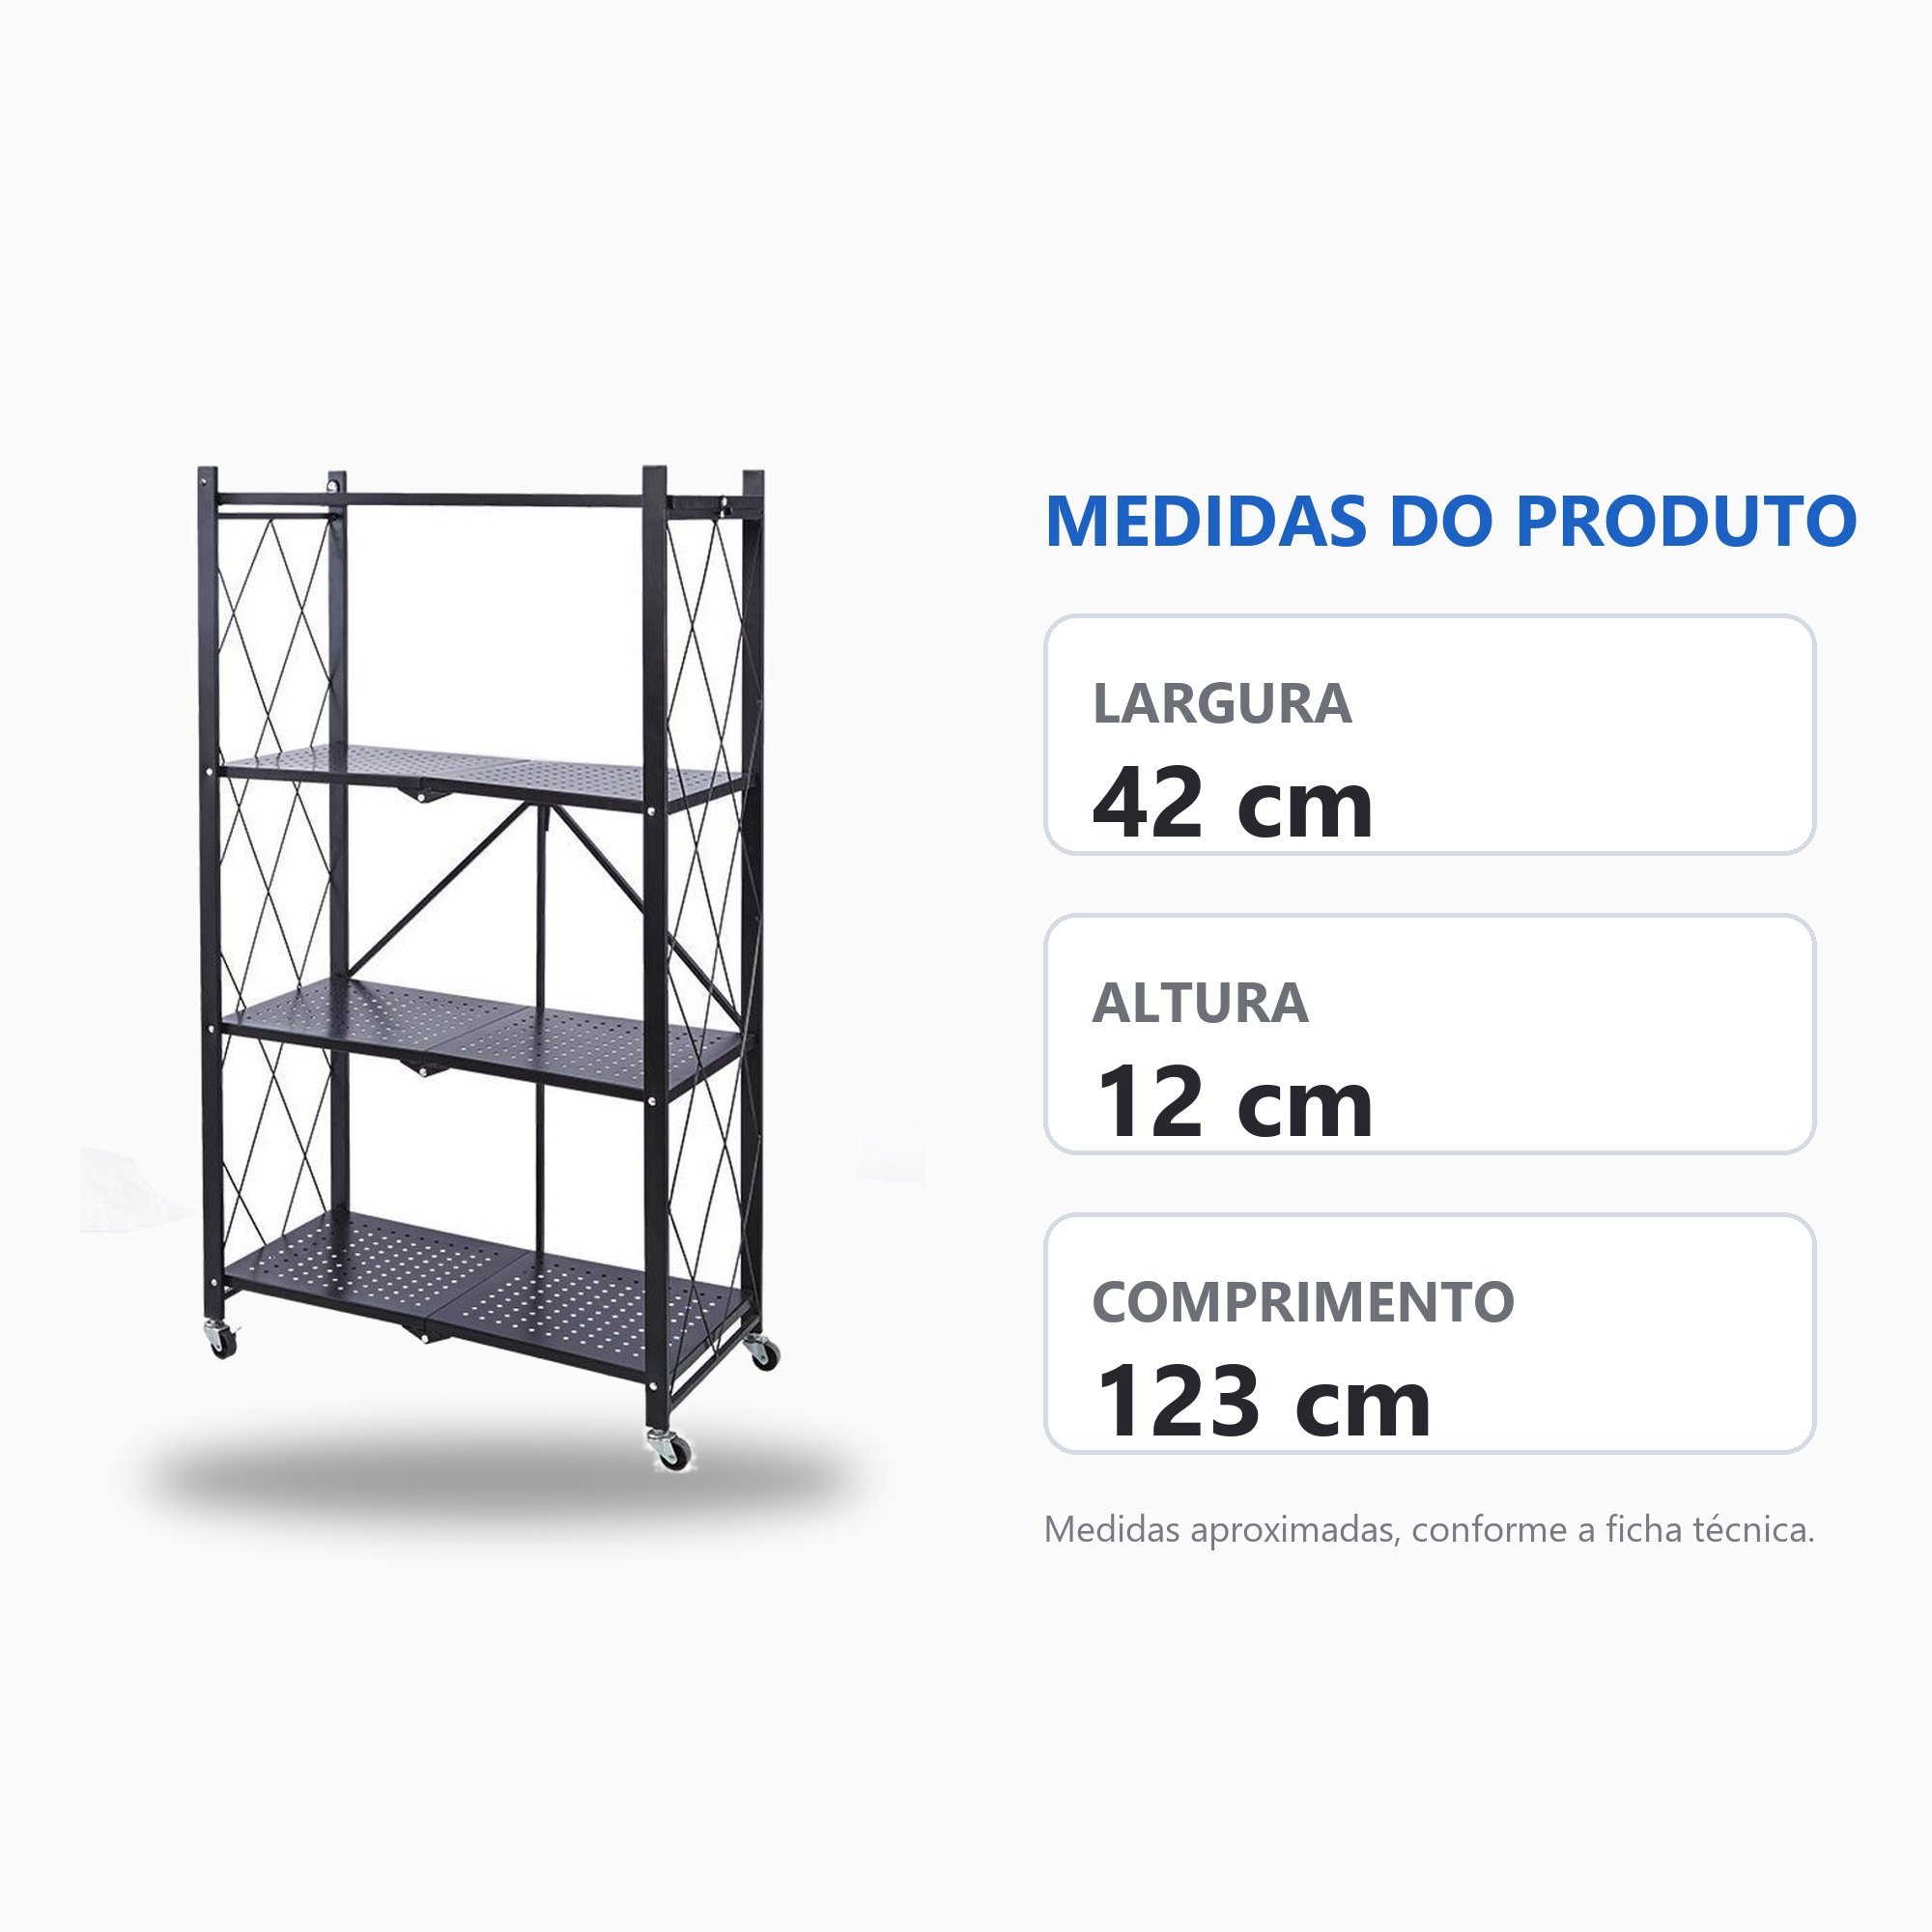 MEDIDAS DO PRODUTO
LARGURA
42 cm
ALTURA
12 cm
COMPRIMENTO
123 cm
Medidas aproximadas, conforme a ficha técnica.